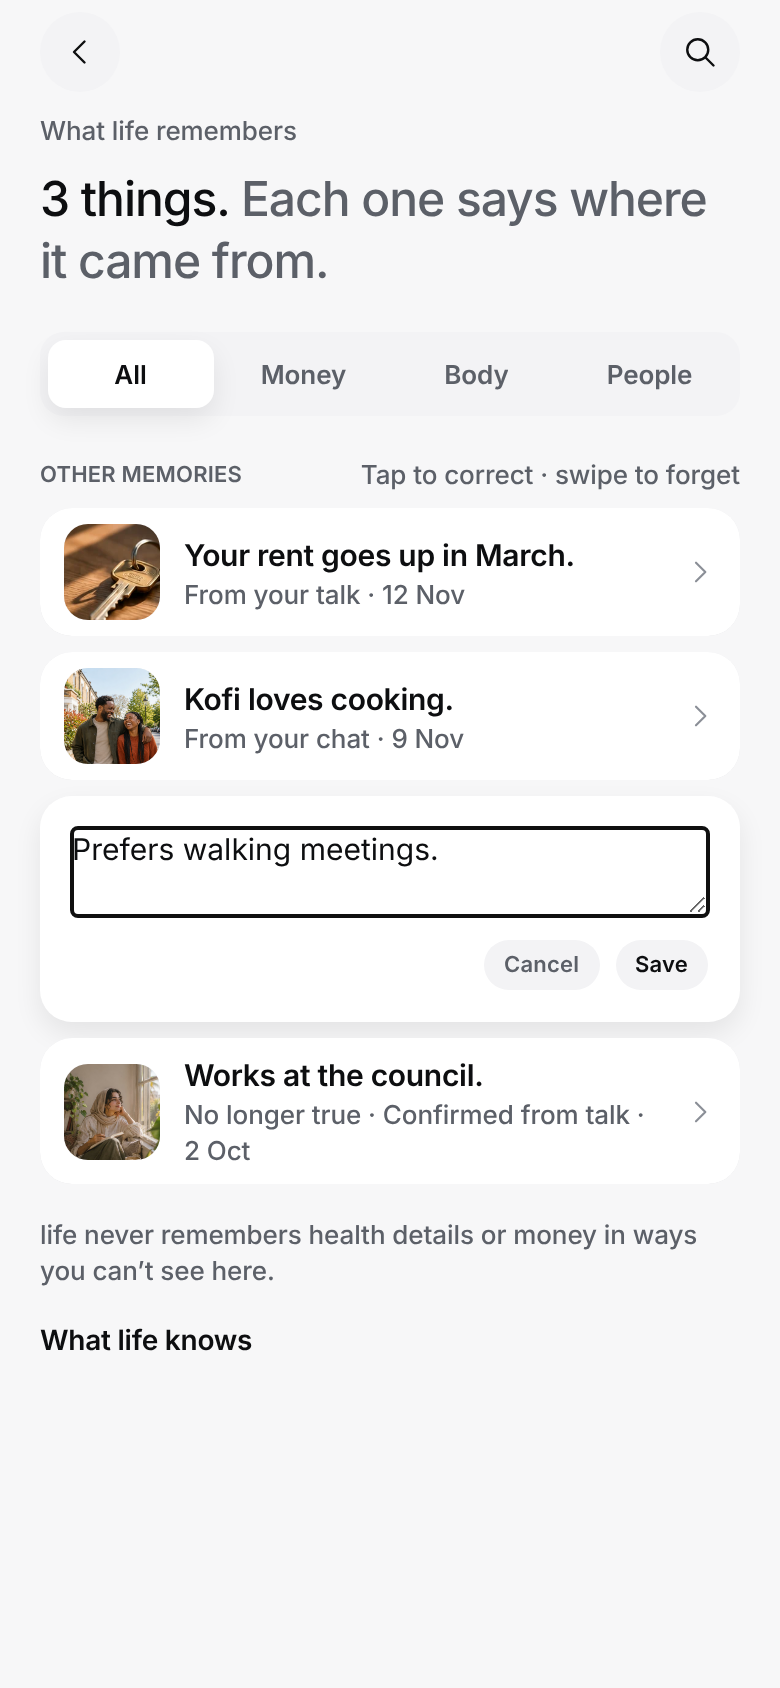 What life remembers
3 things. Each one says where
it came from.
All Money Body People
OTHER MEMORIES Tap to correct · swipe to forget
Your rent goes up in March.
From your talk · 12 Nov
Kofi loves cooking.
From your chat · 9 Nov
Prefers walking meetings.
Cancel Save
Works at the council.
No longer true · Confirmed from talk ·
2 Oct
life never remembers health details or money in ways
you can’t see here.
What life knows